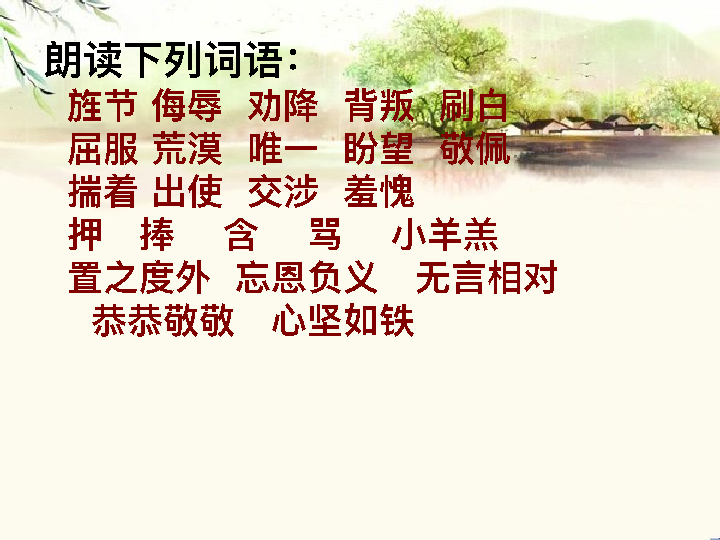 朗读下列词语：
旌节 侮辱 劝降 背叛 刷白
屈服 荒漠 唯一 盼望 敬佩
揣着 出使 交涉 羞愧
押 捧 含 骂 小羊羔
置之度外 忘恩负义 无言相对
恭恭敬敬 心坚如铁